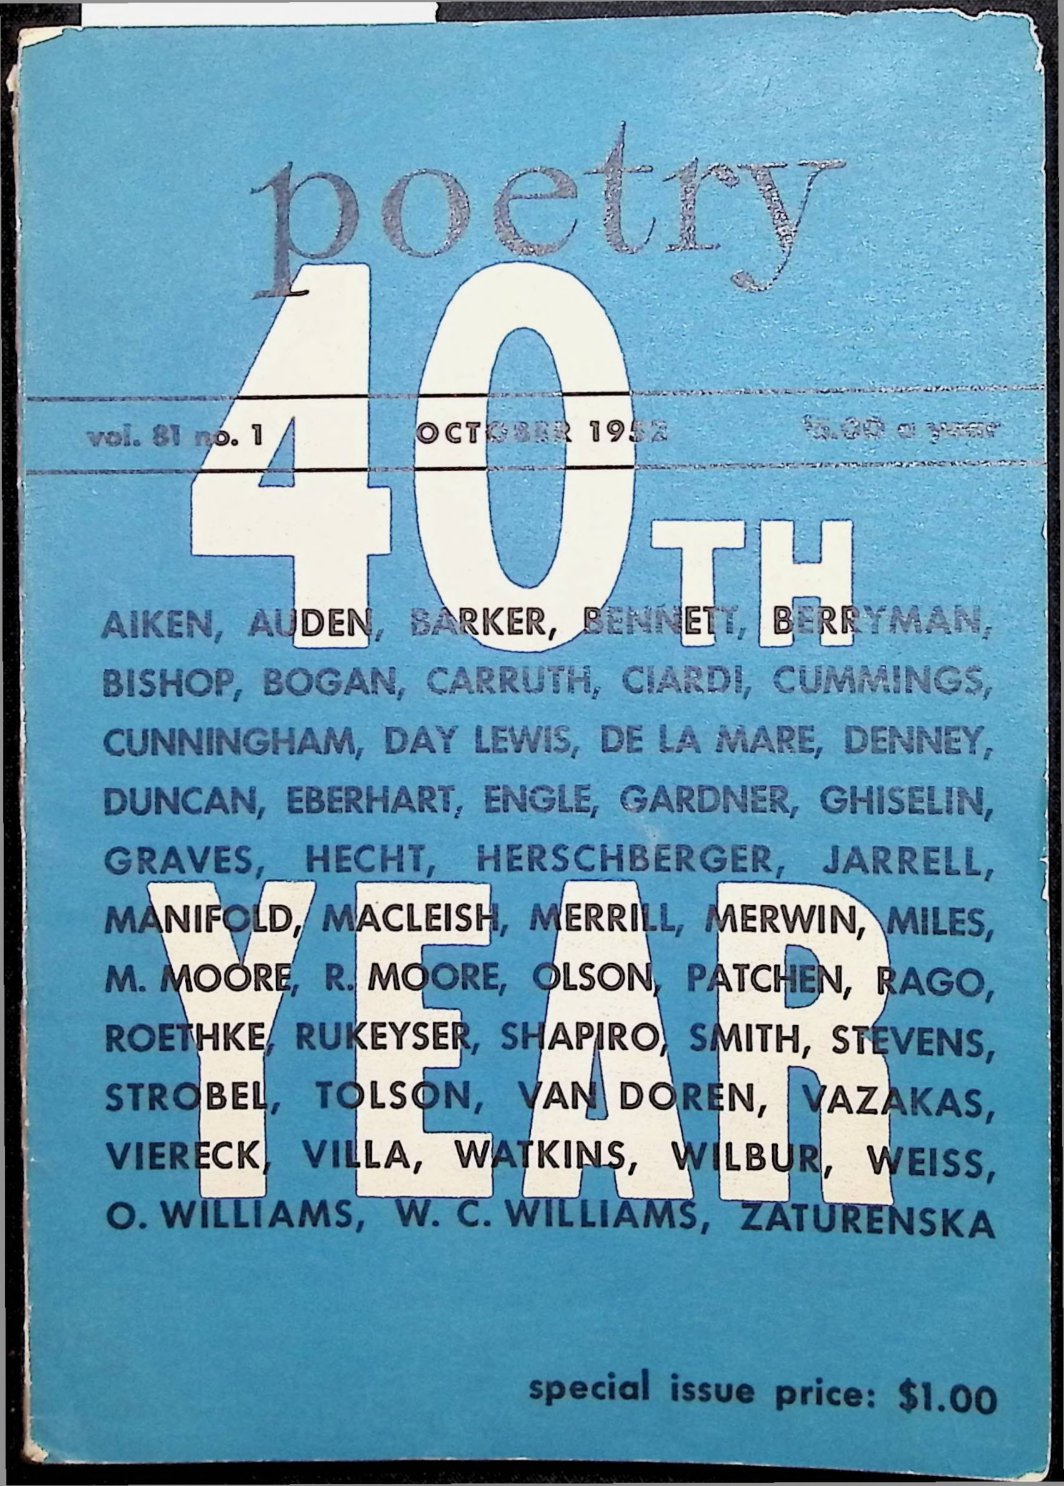 poetry
40TH
vol. 81 no. 1 OCTOBER 1952 $5.00 a year
AIKEN, AUDEN, BARKER, BENNETT, BERRYMAN,
BISHOP, BOGAN, CARRUTH, CIARDI, CUMMINGS,
CUNNINGHAM, DAY LEWIS, DE LA MARE, DENNEY,
DUNCAN, EBERHART, ENGLE, GARDNER, GHISELIN,
GRAVES, HECHT, HERSCHBERGER, JARRELL,
YEAR
MANIFOLD, MACLEISH, MERRILL, MERWIN, MILES,
M. MOORE, R. MOORE, OLSON, PATCHEN, RAGO,
ROETHKE, RUKEYSER, SHAPIRO, SMITH, STEVENS,
STROBEL, TOLSON, VAN DOREN, VAZAKAS,
VIERECK, VILLA, WATKINS, WILBUR, WEISS,
O. WILLIAMS, W. C. WILLIAMS, ZATURENSKA
special issue price: $1.00